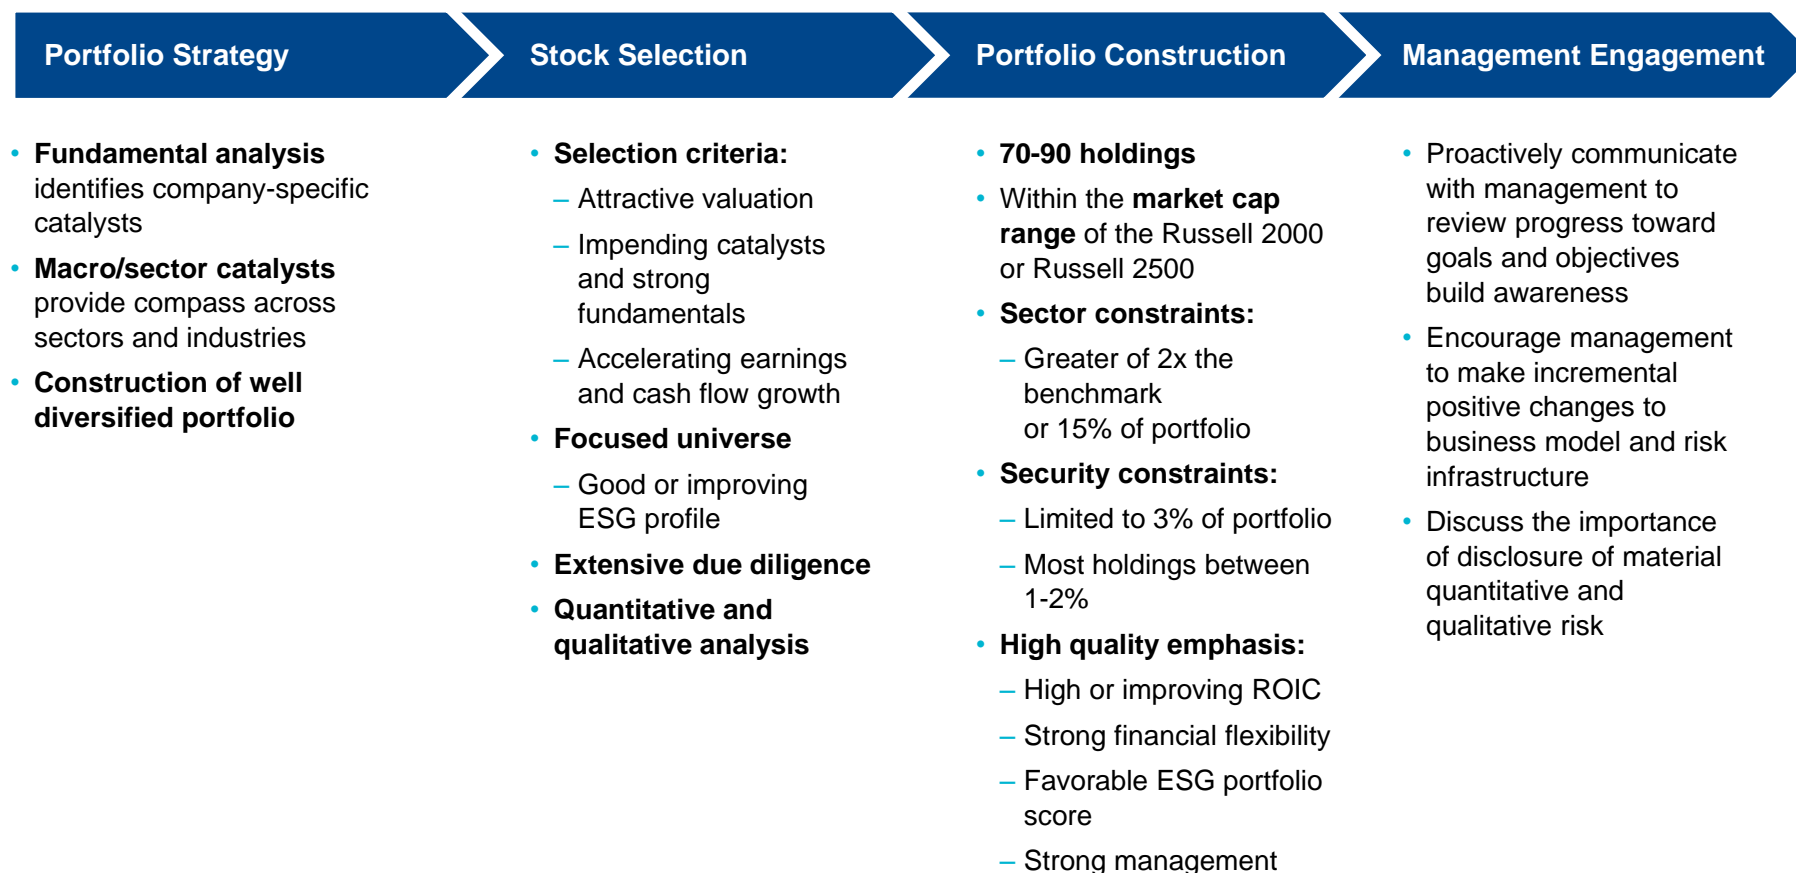 Portfolio Strategy
Stock Selection
Portfolio Construction
Management Engagement
• Fundamental analysis
identifies company-specific
catalysts
• Macro/sector catalysts
provide compass across
sectors and industries
• Construction of well
diversified portfolio
• Selection criteria:
– Attractive valuation
– Impending catalysts
and strong
fundamentals
– Accelerating earnings
and cash flow growth
• Focused universe
– Good or improving
ESG profile
• Extensive due diligence
• Quantitative and
qualitative analysis
• 70-90 holdings
• Within the market cap
range of the Russell 2000
or Russell 2500
• Sector constraints:
– Greater of 2x the
benchmark
or 15% of portfolio
• Security constraints:
– Limited to 3% of portfolio
– Most holdings between
1-2%
• High quality emphasis:
– High or improving ROIC
– Strong financial flexibility
– Favorable ESG portfolio
score
– Strong management
• Proactively communicate
with management to
review progress toward
goals and objectives
build awareness
• Encourage management
to make incremental
positive changes to
business model and risk
infrastructure
• Discuss the importance
of disclosure of material
quantitative and
qualitative risk